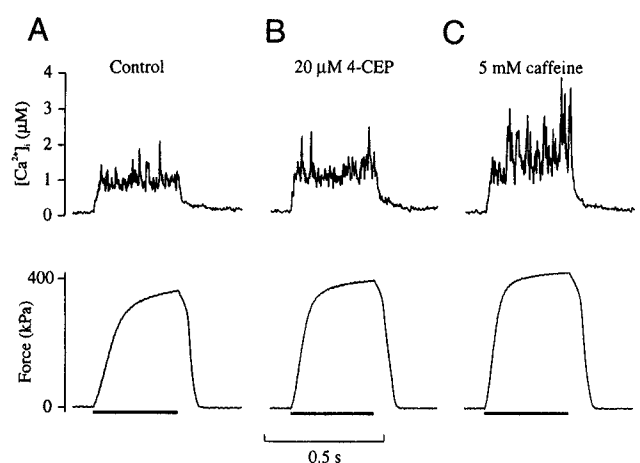 A
B
C
Control
20 μM 4-CEP
5 mM caffeine
[Ca²⁺]ᵢ (μM)
4
3
2
1
0
Force (kPa)
400
0
0.5 s